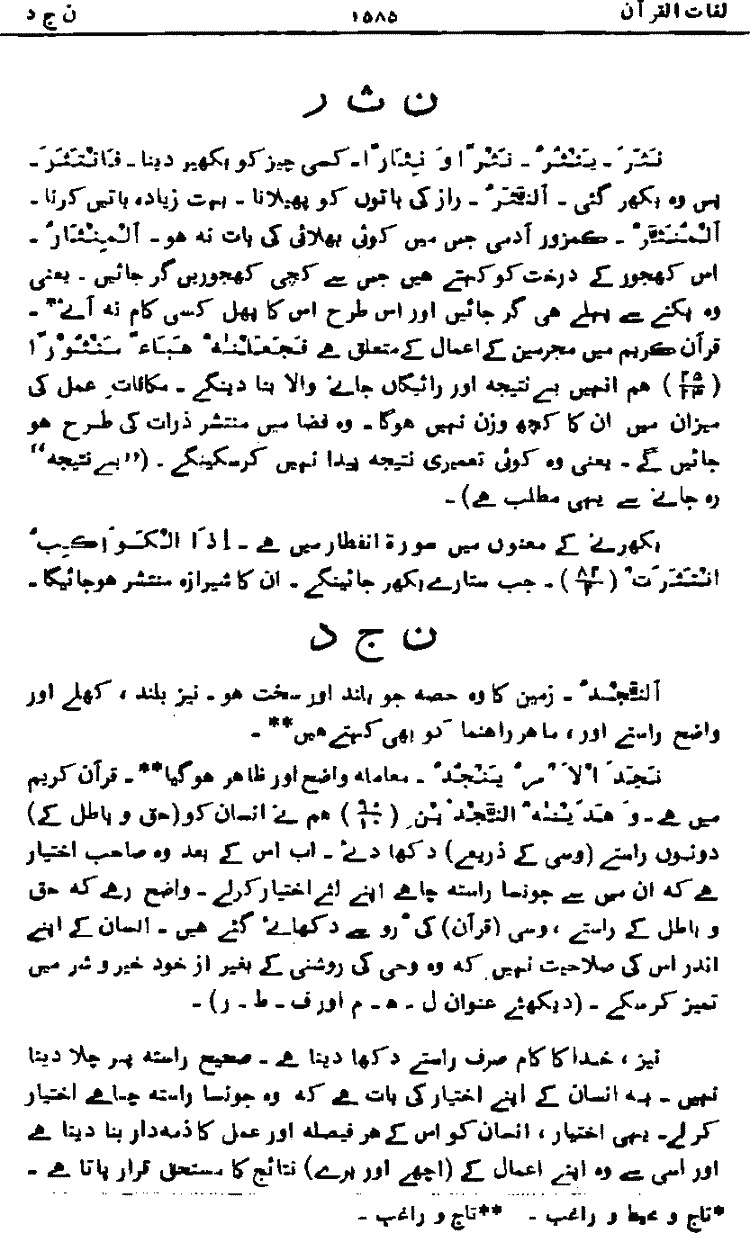 لغات القرآن ۱۵۸۵ ن ج د
ن ث ر
نَثَرَ ۔ یَنْثُرُ ۔ نَثْرًا وَ نِثَارًا ۔ کسی چیز کو بکھیر دینا ۔ فَانْتَثَرَ ۔
پس وہ بکھر گئی ۔ اَلنَّثَرُ ۔ راز کی باتوں کو پھیلانا ۔ بہت زیادہ باتیں کرنا ۔
۔ کمزور آدمی جس میں کوئی بھلائی کی بات نہ ہو ۔ اَلْمِنْثَارُ ۔
اس کھجور کے درخت کو کہتے ہیں جس سے کچی کھجوریں گر جائیں ۔ یعنی
وہ پکنے سے پہلے ہی گر جائیں اور اس طرح اس کا پھل کسی کام نہ آئے* ۔
قرآن کریم میں مجرمین کے اعمال کے متعلق ہے فَجَعَلْنٰہُ ھَبَاءً مَنْثُوْرًا
(۲۵/۲۳) ہم انہیں بے نتیجہ اور رائیگاں جانے والا بنا دینگے ۔ مکافات عمل کی
میزان میں ان کا کچھ وزن نہیں ہوگا ۔ وہ فضا میں منتشر ذرات کی طرح ہو
جائیں گے ۔ یعنی وہ کوئی تعمیری نتیجہ پیدا نہیں کرسکینگے ۔ (”بے نتیجہ“
رہ جانے سے یہی مطلب ہے) ۔
بکھرنے کے معنوں میں سورۃ انفطار میں ہے ۔ اِذَا الْکَوَاکِبُ
انْتَثَرَتْ (۸۲/۲) ۔ جب ستارے بکھر جائینگے ۔ ان کا شیرازہ منتشر ہوجائیگا ۔
ن ج د
اَلنَّجْدُ ۔ زمین کا وہ حصہ جو بلند اور سخت ہو ۔ نیز بلند ، کھلے اور
واضح راستے اور ، ماہر راھنما کو بھی کہتے ہیں** ۔
نَجَدَ الْاَمْرُ یَنْجُدُ ۔ معاملہ واضح اور ظاہر ہوگیا** ۔ قرآن کریم
میں ہے ۔ وَ ھَدَیْنٰہُ النَّجْدَیْنِ (۹۰/۱۰) ہم نے انسان کو (حق و باطل کے)
دونوں راستے (وحی کے ذریعے) دکھا دئے ۔ اب اس کے بعد وہ صاحب اختیار
ہے کہ ان میں سے جونسا راستہ چاہے اپنے لئے اختیار کرلے ۔ واضح رہے کہ حق
و باطل کے راستے ، وحی (قرآن) کی رُو سے دکھائے گئے ہیں ۔ انسان کے اپنے
اندر اس کی صلاحیت نہیں کہ وہ وحی کی روشنی کے بغیر از خود خیر و شر میں
تمیز کرسکے ۔ (دیکھئے عنوان ل ۔ ھ ۔ م اور ف ۔ ط ۔ ر) ۔
نیز ، خدا کا کام صرف راستے دکھا دینا ہے ۔ صحیح راستہ پر چلا دینا
نہیں ۔ یہ انسان کے اپنے اختیار کی بات ہے کہ وہ جونسا راستہ چاہے اختیار
کرلے ۔ یہی اختیار ، انسان کو اس کے ہر فیصلہ اور عمل کا ذمہ دار بنا دیتا ہے
اور اسی سے وہ اپنے اعمال کے (اچھے اور برے) نتائج کا مستحق قرار پاتا ہے ۔
*تاج و محیط و راغب ۔ **تاج و راغب ۔